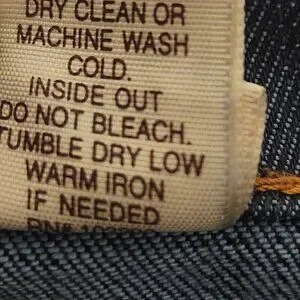 DRY CLEAN OR
MACHINE WASH
COLD.
INSIDE OUT
DO NOT BLEACH.
TUMBLE DRY LOW
WARM IRON
IF NEEDED